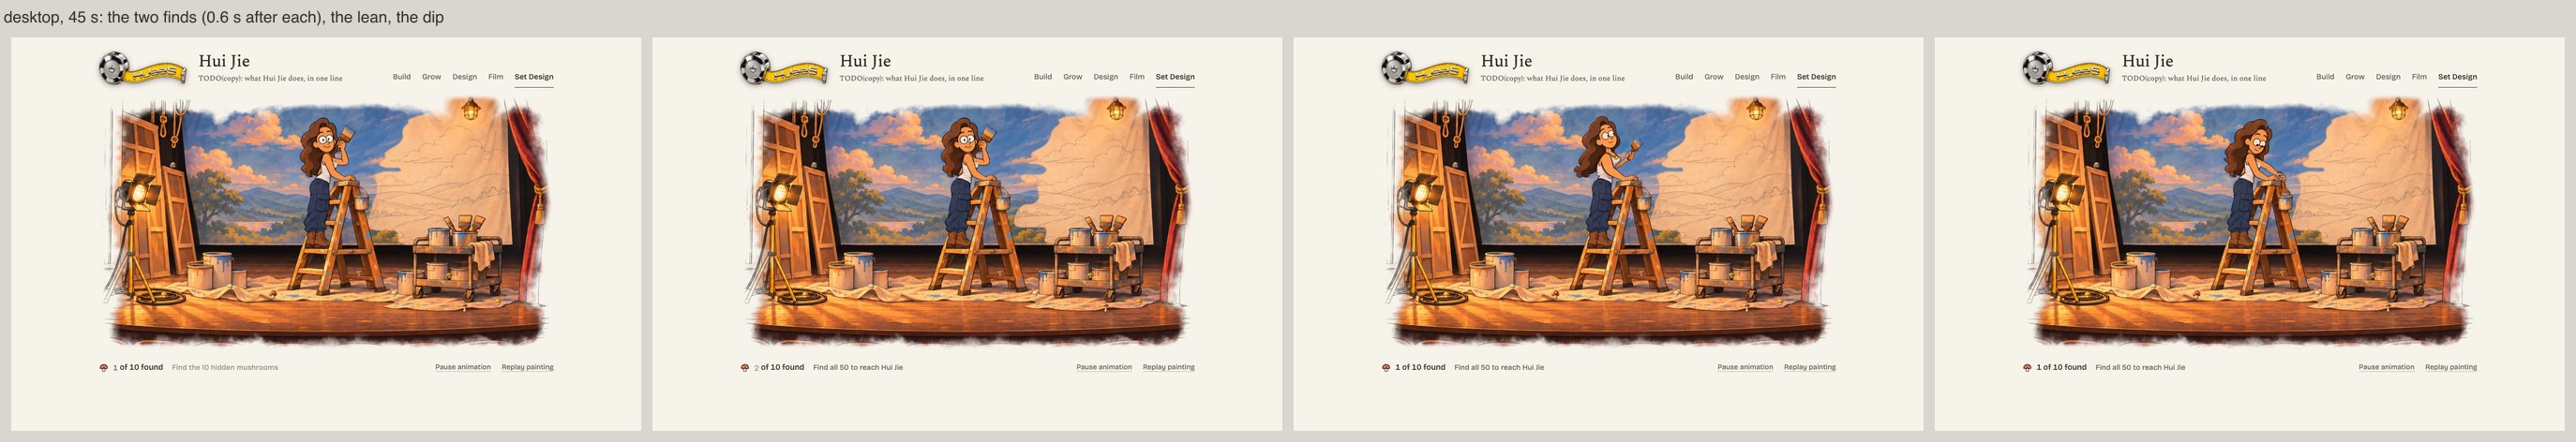 desktop, 45 s: the two finds (0.6 s after each), the lean, the dip
Hui Jie
TODO(copy): what Hui Jie does, in one line
Build Grow Design Film Set Design
1 of 10 found Find the 10 hidden mushrooms Pause animation Replay painting
Hui Jie
TODO(copy): what Hui Jie does, in one line
Build Grow Design Film Set Design
2 of 10 found Find all 50 to reach Hui Jie Pause animation Replay painting
Hui Jie
TODO(copy): what Hui Jie does, in one line
Build Grow Design Film Set Design
1 of 10 found Find all 50 to reach Hui Jie Pause animation Replay painting
Hui Jie
TODO(copy): what Hui Jie does, in one line
Build Grow Design Film Set Design
1 of 10 found Find all 50 to reach Hui Jie Pause animation Replay painting